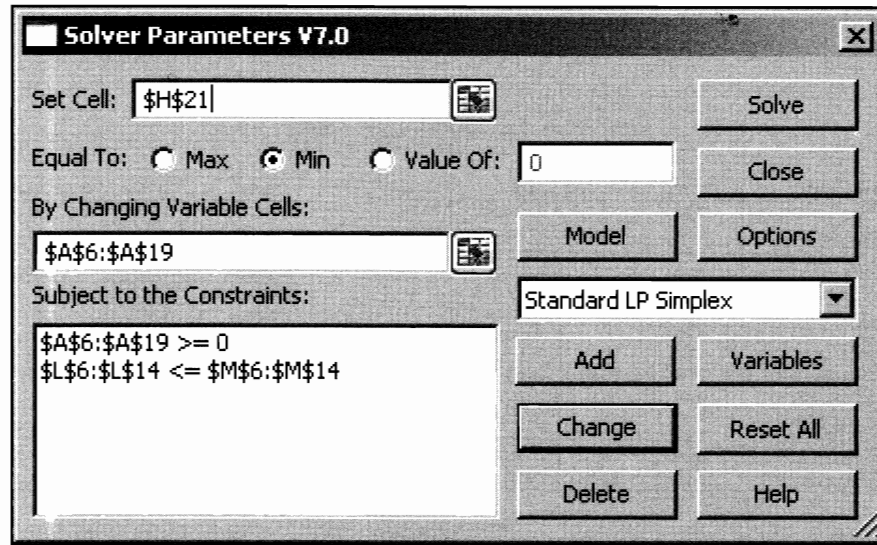 Solver Parameters V7.0
Set Cell: $H$21
Solve
Equal To: Max Min Value Of: 0
Close
By Changing Variable Cells:
$A$6:$A$19
Model Options
Subject to the Constraints:
Standard LP Simplex
$A$6:$A$19 >= 0
$L$6:$L$14 <= $M$6:$M$14
Add Variables
Change Reset All
Delete Help